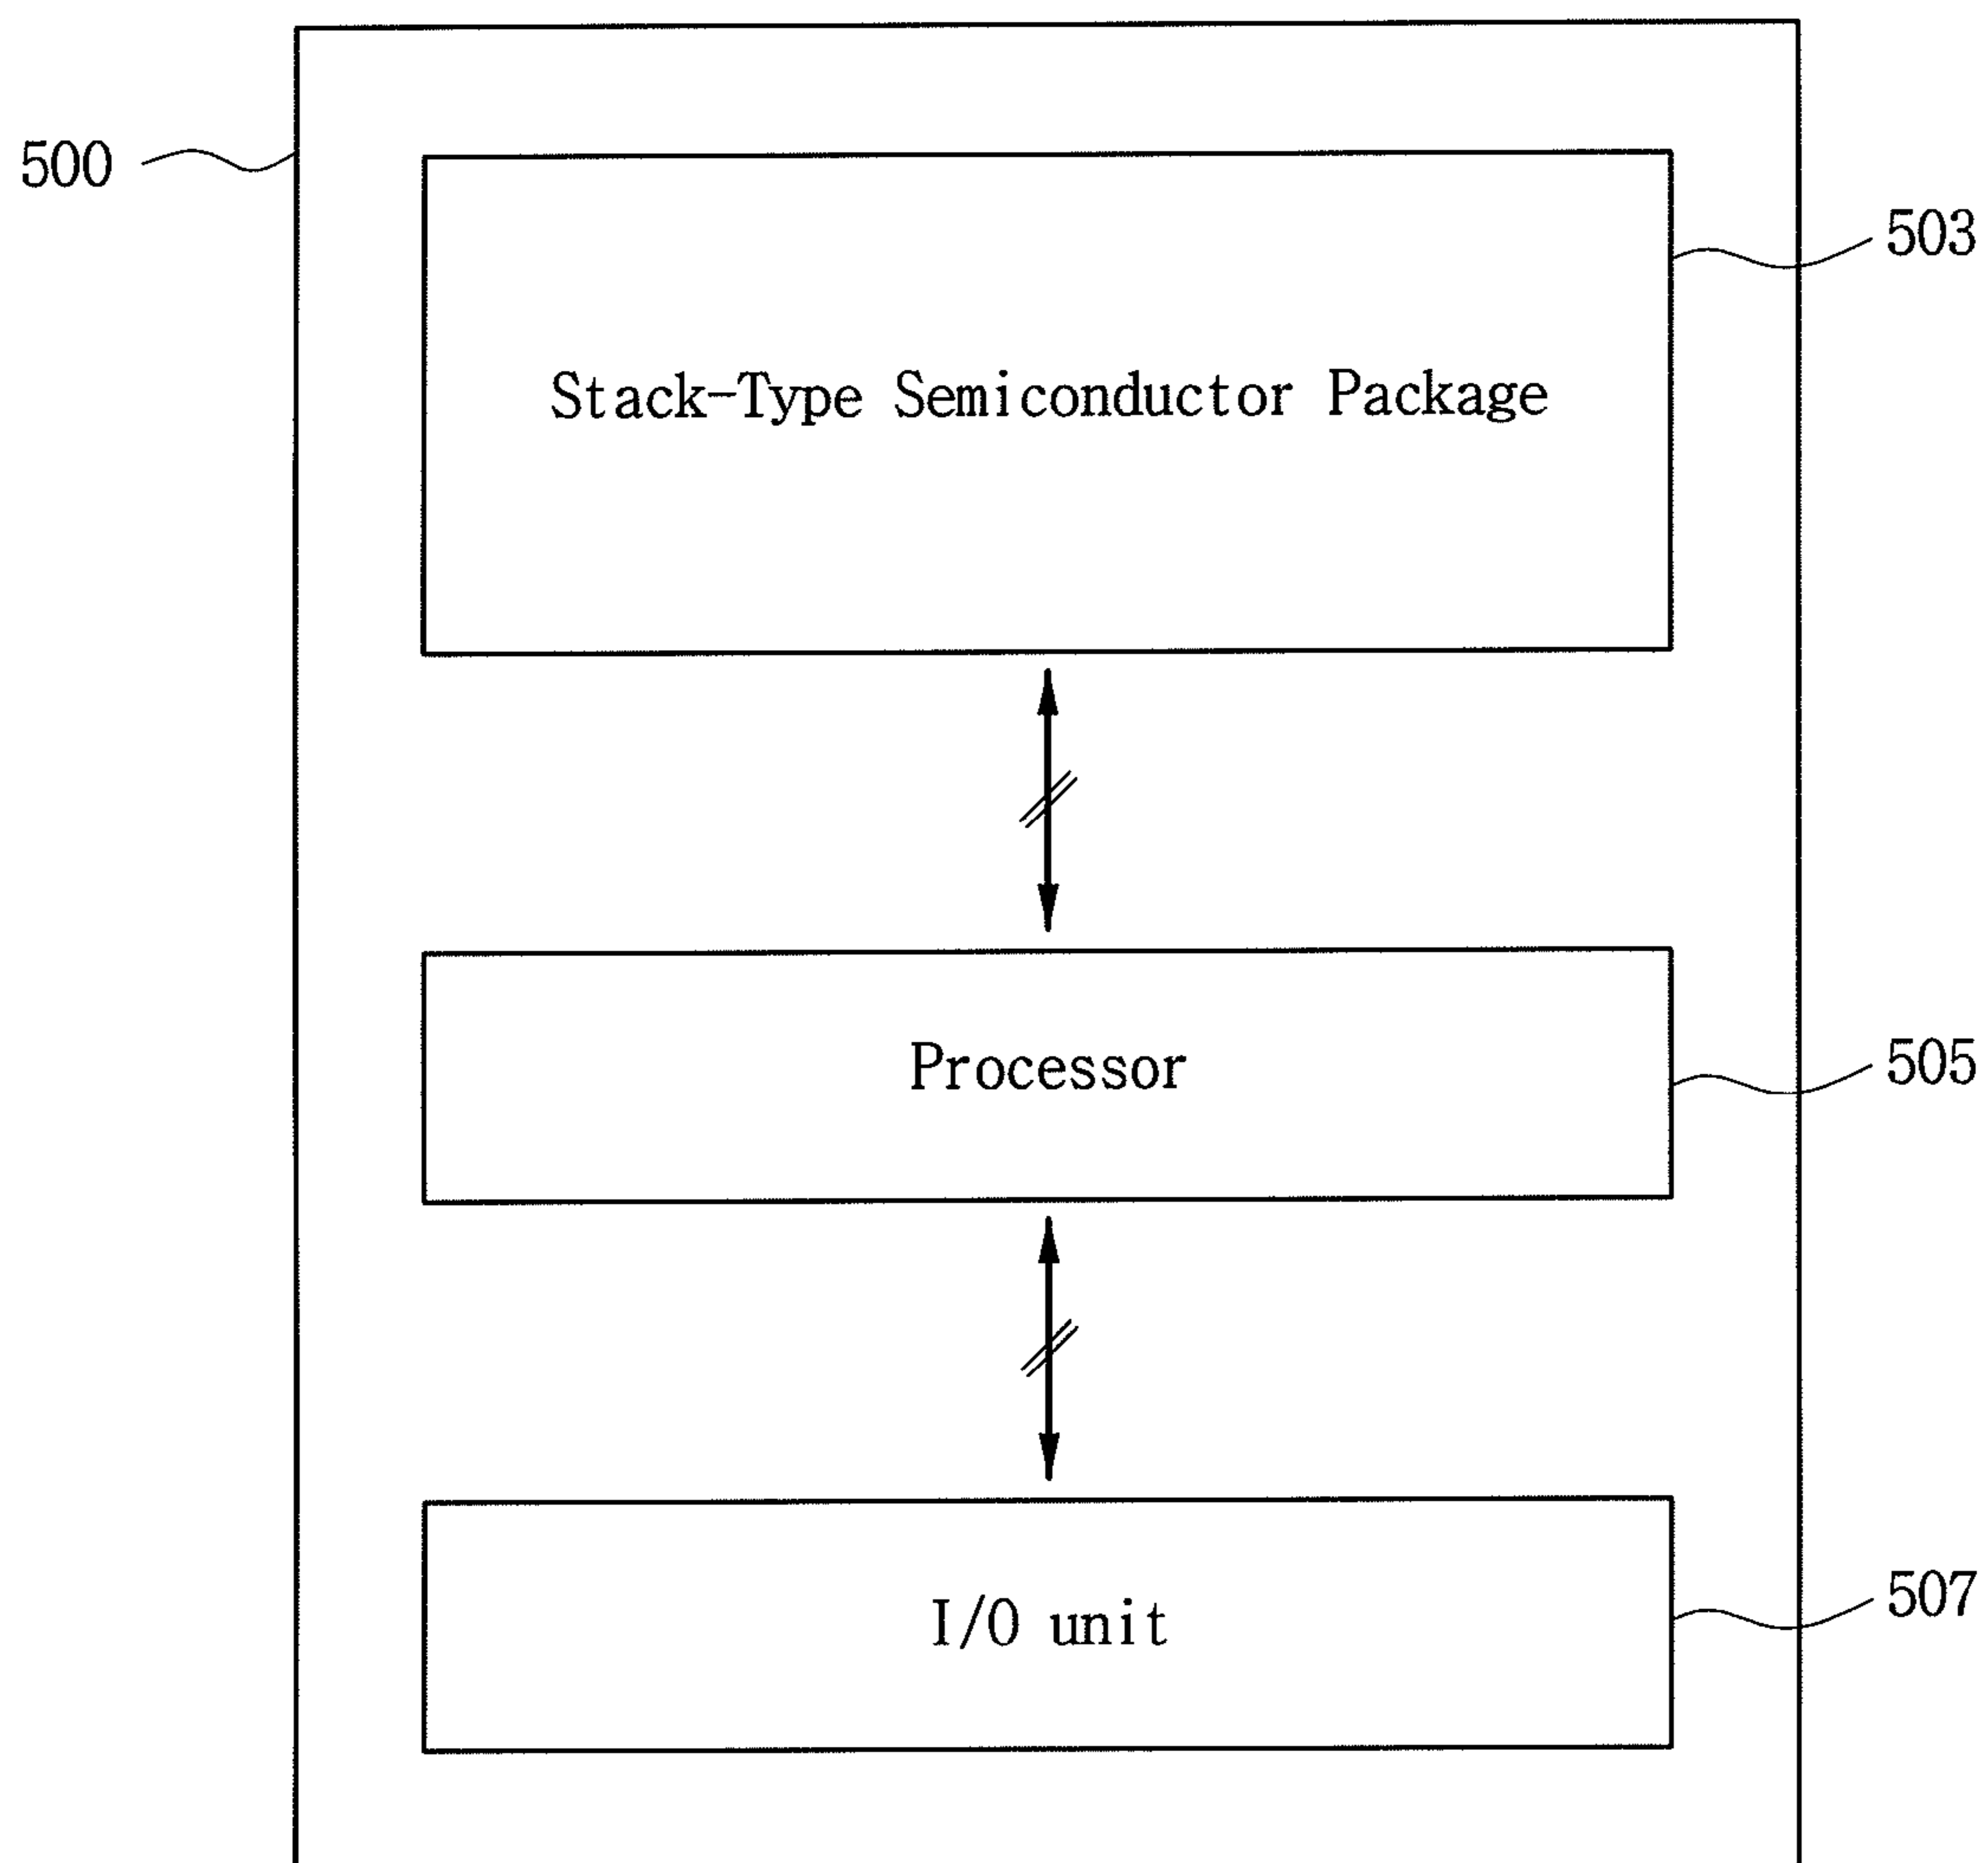 500
503
Stack-Type Semiconductor Package
Processor
505
I/O unit
507